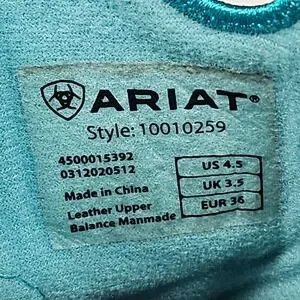 ARIAT®
Style: 10010259
4500015392
0312020512
Made in China
Leather Upper
Balance Manmade
US 4.5
UK 3.5
EUR 36